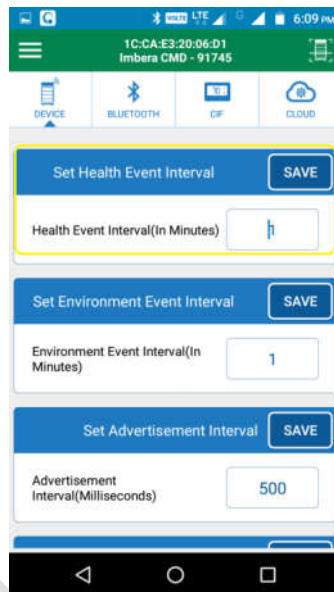 VOLTE LTE G 6:09 PM
1C:CA:E3:20:06:D1
Imbera CMD - 91745
DEVICE BLUETOOTH CIF CLOUD
Set Health Event Interval SAVE
Health Event Interval(In Minutes) 1
Set Environment Event Interval SAVE
Environment Event Interval(In
Minutes) 1
Set Advertisement Interval SAVE
Advertisement
Interval(Milliseconds) 500